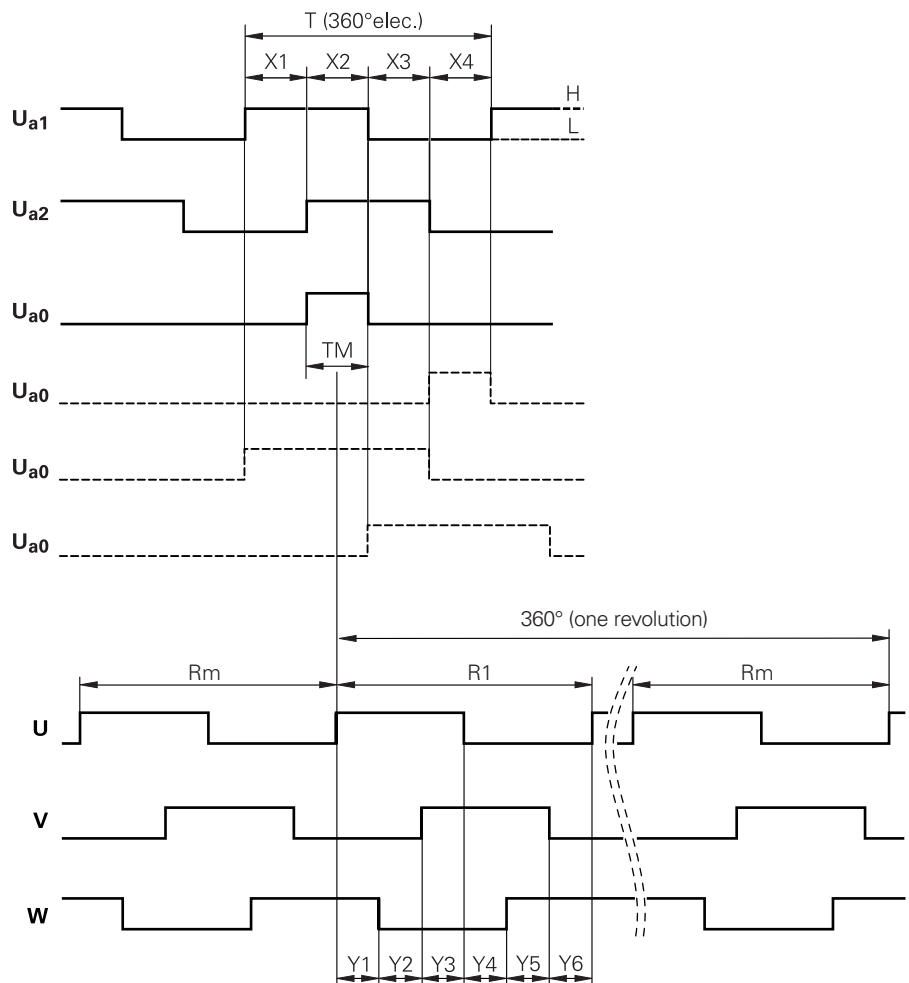 T (360°elec.)
X1 X2 X3 X4
H
Ua1
L
Ua2
Ua0
TM
Ua0
Ua0
Ua0
360° (one revolution)
Rm R1 Rm
U
V
W
Y1 Y2 Y3 Y4 Y5 Y6